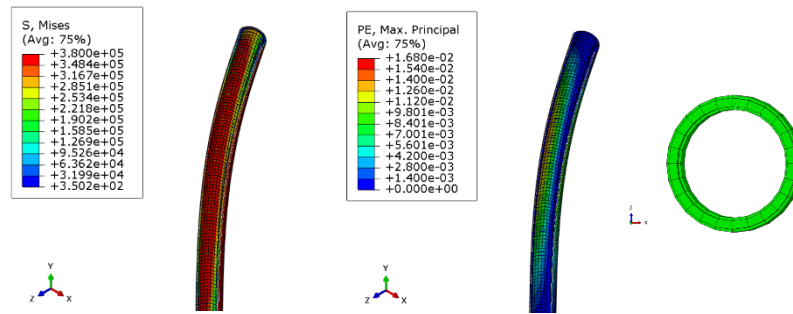 S, Mises
(Avg: 75%)
+3.800e+05
+3.484e+05
+3.167e+05
+2.851e+05
+2.534e+05
+2.218e+05
+1.902e+05
+1.585e+05
+1.269e+05
+9.526e+04
+6.362e+04
+3.199e+04
+3.502e+02
Y
Z
X
PE, Max. Principal
(Avg: 75%)
+1.680e-02
+1.540e-02
+1.400e-02
+1.260e-02
+1.120e-02
+9.801e-03
+8.401e-03
+7.001e-03
+5.601e-03
+4.200e-03
+2.800e-03
+1.400e-03
+0.000e+00
Y
Z
X
Z
X